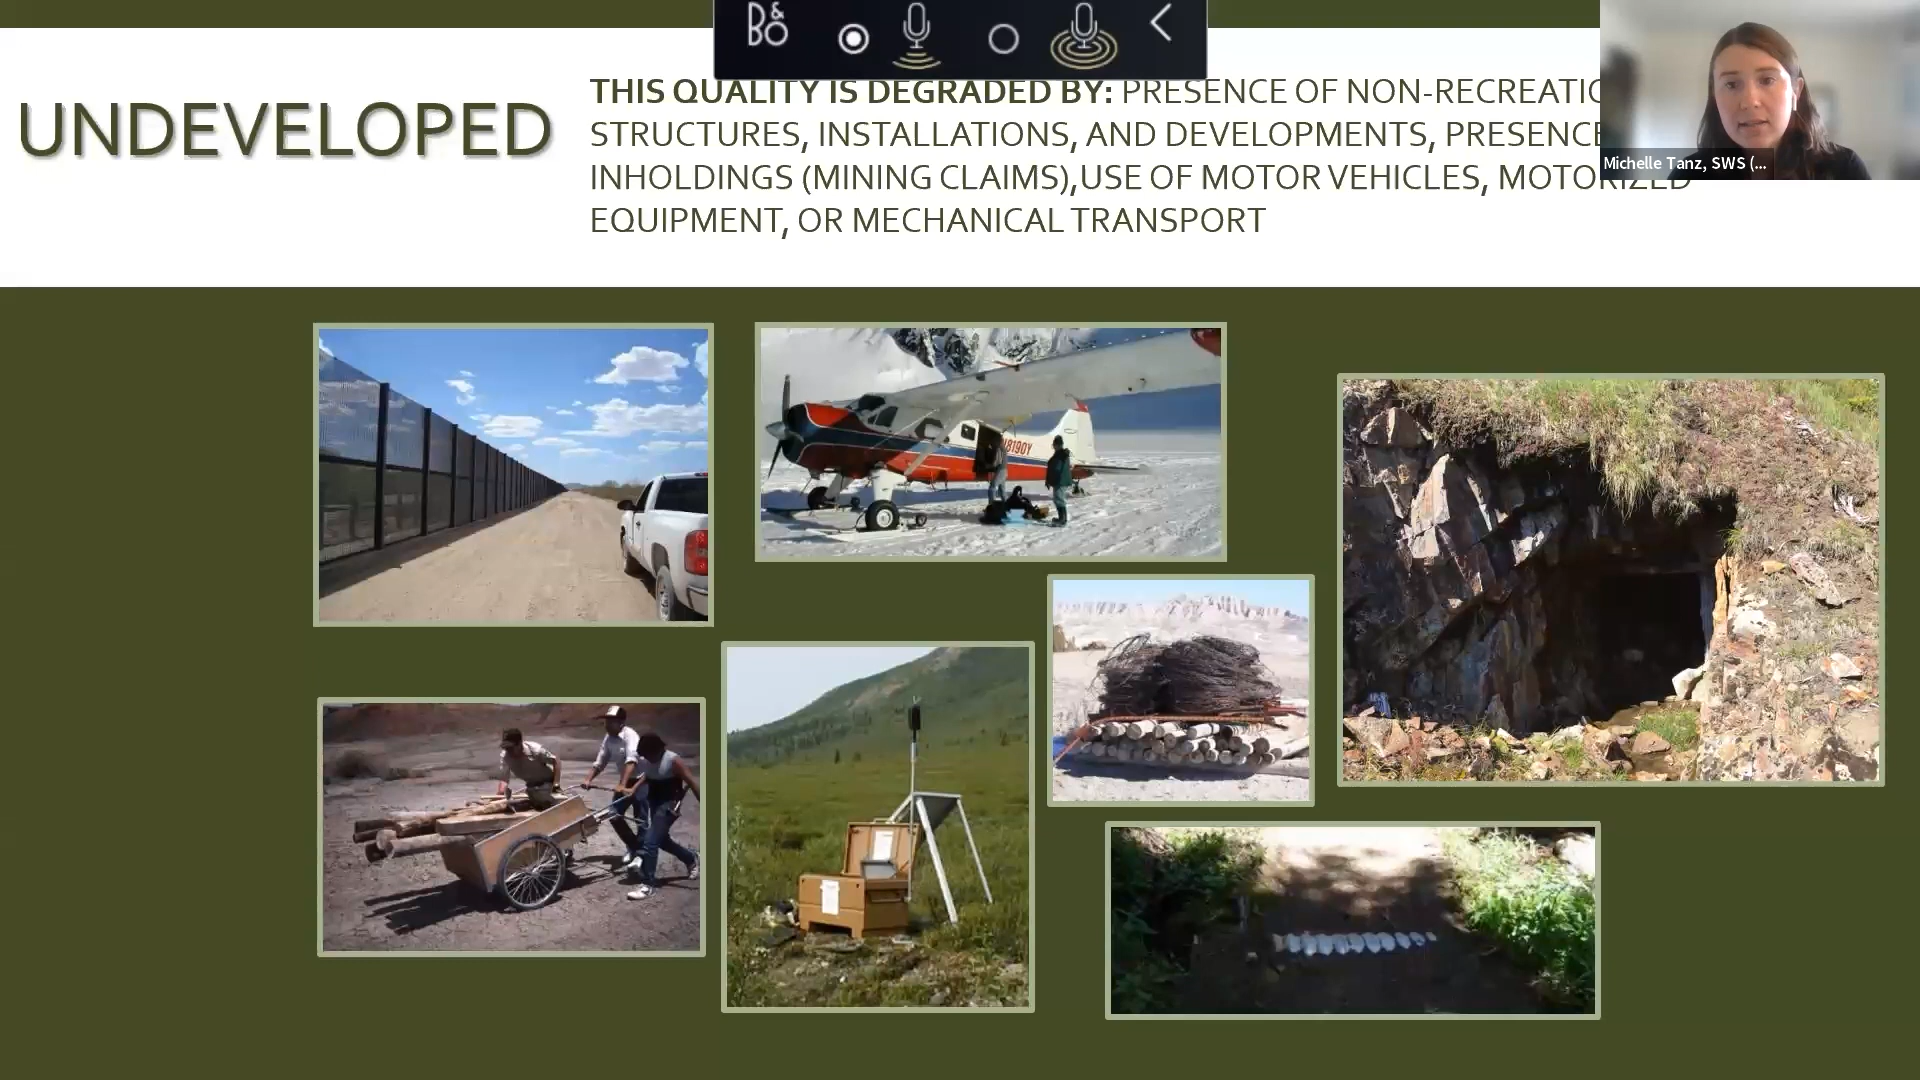 B&O
UNDEVELOPED
THIS QUALITY IS DEGRADED BY: PRESENCE OF NON-RECREATIO
STRUCTURES, INSTALLATIONS, AND DEVELOPMENTS, PRESENCE
INHOLDINGS (MINING CLAIMS),USE OF MOTOR VEHICLES, MOTORIZED
EQUIPMENT, OR MECHANICAL TRANSPORT
Michelle Tanz, SWS (...
N8190Y